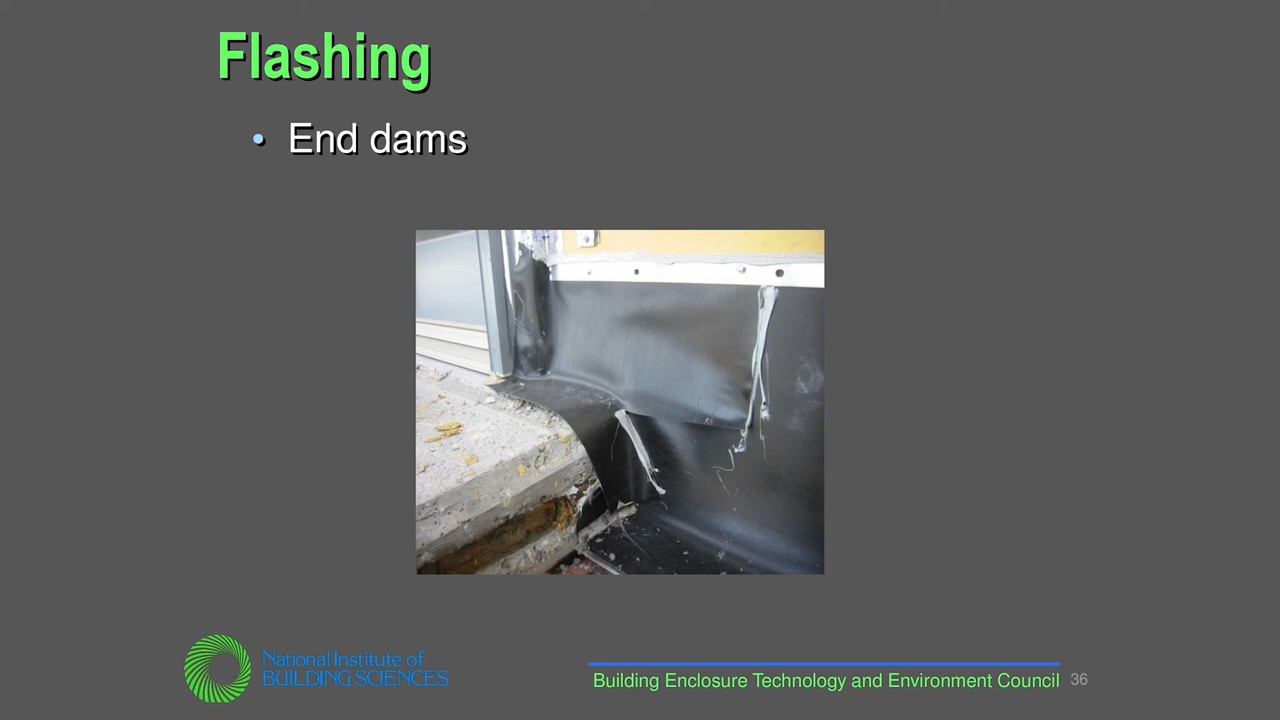 Flashing
• End dams
National Institute of
BUILDING SCIENCES
Building Enclosure Technology and Environment Council 36